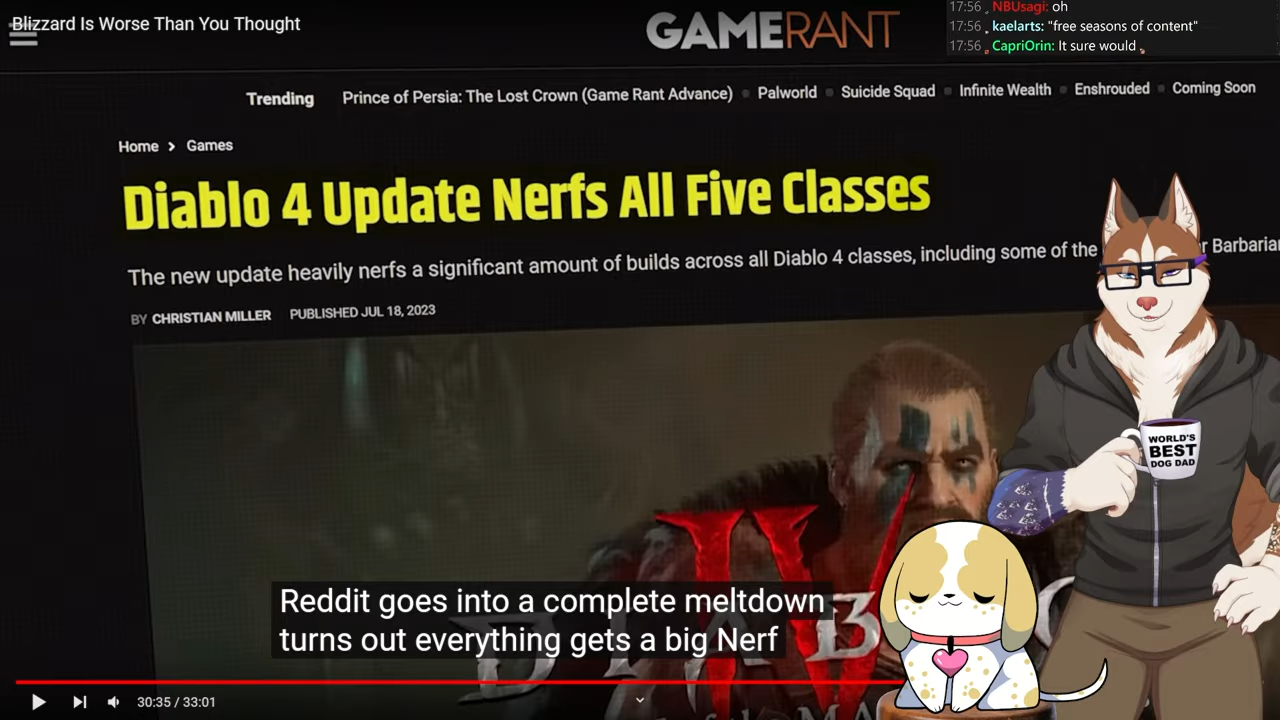 Blizzard Is Worse Than You Thought
GAMERANT
17:56 NBUsagi: oh
17:56 kaelarts: "free seasons of content"
17:56 CapriOrin: It sure would
Trending Prince of Persia: The Lost Crown (Game Rant Advance) Palworld Suicide Squad Infinite Wealth Enshrouded Coming Soon
Home > Games
Diablo 4 Update Nerfs All Five Classes
The new update heavily nerfs a significant amount of builds across all Diablo 4 classes, including some of the
BY CHRISTIAN MILLER PUBLISHED JUL 18, 2023
WORLD'S
BEST
DOG DAD
IV
Reddit goes into a complete meltdown
turns out everything gets a big Nerf
30:35 / 33:01